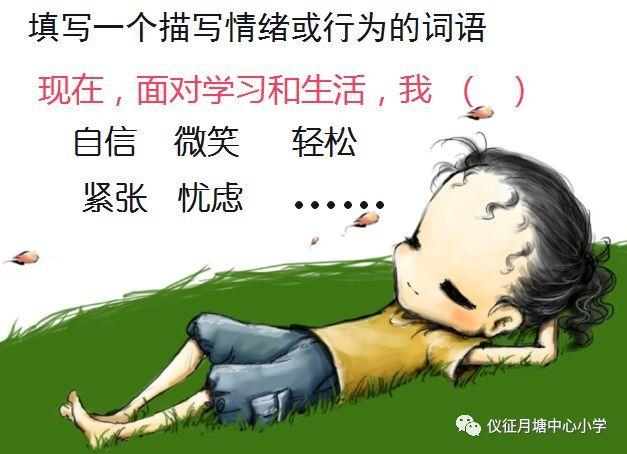 填写一个描写情绪或行为的词语
现在，面对学习和生活，我（ ）
自信 微笑 轻松
紧张 忧虑 ……
仪征月塘中心小学